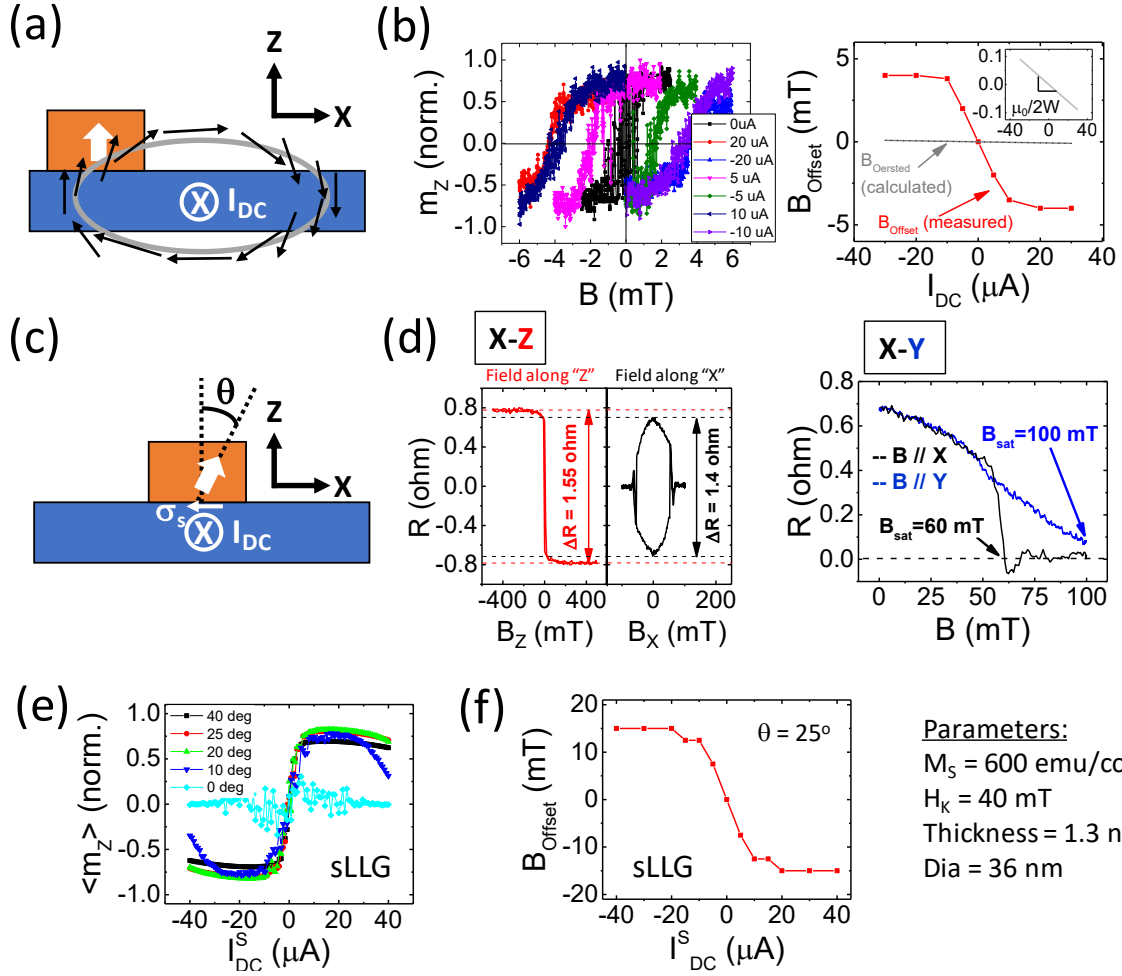 (a)
Z
X
I_DC
X
(b)
m_Z (norm.)
1.0
0.5
0.0
-0.5
-1.0
0uA
20 uA
-20 uA
5 uA
-5 uA
10 uA
-10 uA
-6 -4 -2 0 2 4 6
B (mT)
B_Offset (mT)
5
0
-5
0.1
0.0
-0.1
μ_0/2W
-40 0 40
B_Oersted
(calculated)
B_Offset (measured)
-40 -20 0 20 40
I_DC (μA)
(c)
θ
Z
X
σ_s
I_DC
X
(d)
X-Z
Field along "Z"
Field along "X"
R (ohm)
0.8
0.4
0.0
-0.4
-0.8
ΔR = 1.55 ohm
ΔR = 1.4 ohm
-400 0 400
0 200
B_Z (mT)
B_X (mT)
X-Y
R (ohm)
0.8
0.6
0.4
0.2
0.0
B_sat=100 mT
-- B // X
-- B // Y
B_sat=60 mT
0 25 50 75 100
B (mT)
(e)
<m_Z> (norm.)
1.0
0.5
0.0
-0.5
-1.0
40 deg
25 deg
20 deg
10 deg
0 deg
sLLG
-40 -20 0 20 40
I_DC^S (μA)
(f)
B_Offset (mT)
20
10
0
-10
-20
θ = 25°
sLLG
-40 -20 0 20 40
I_DC^S (μA)
Parameters:
M_S = 600 emu/cc
H_K = 40 mT
Thickness = 1.3 n
Dia = 36 nm